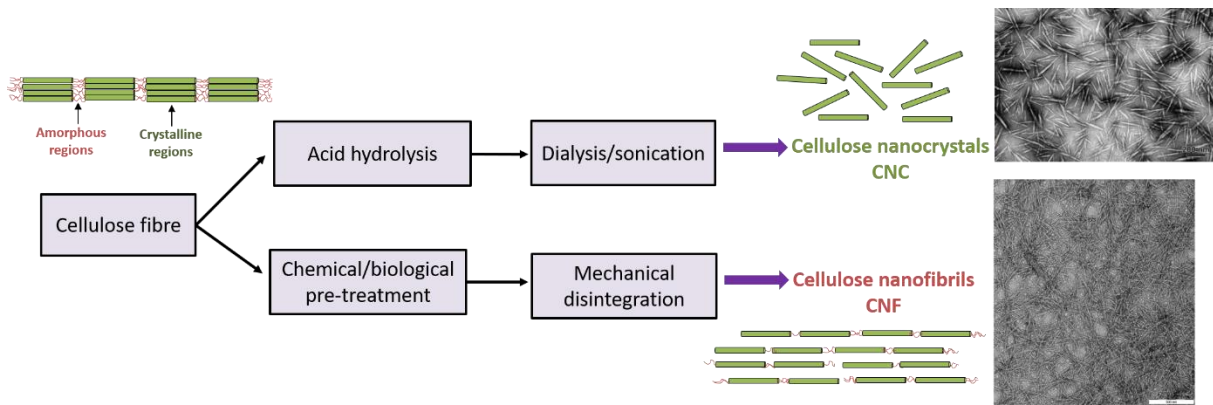 Amorphous
regions
Crystalline
regions
Cellulose fibre
Acid hydrolysis
Dialysis/sonication
Cellulose nanocrystals
CNC
Chemical/biological
pre-treatment
Mechanical
disintegration
Cellulose nanofibrils
CNF